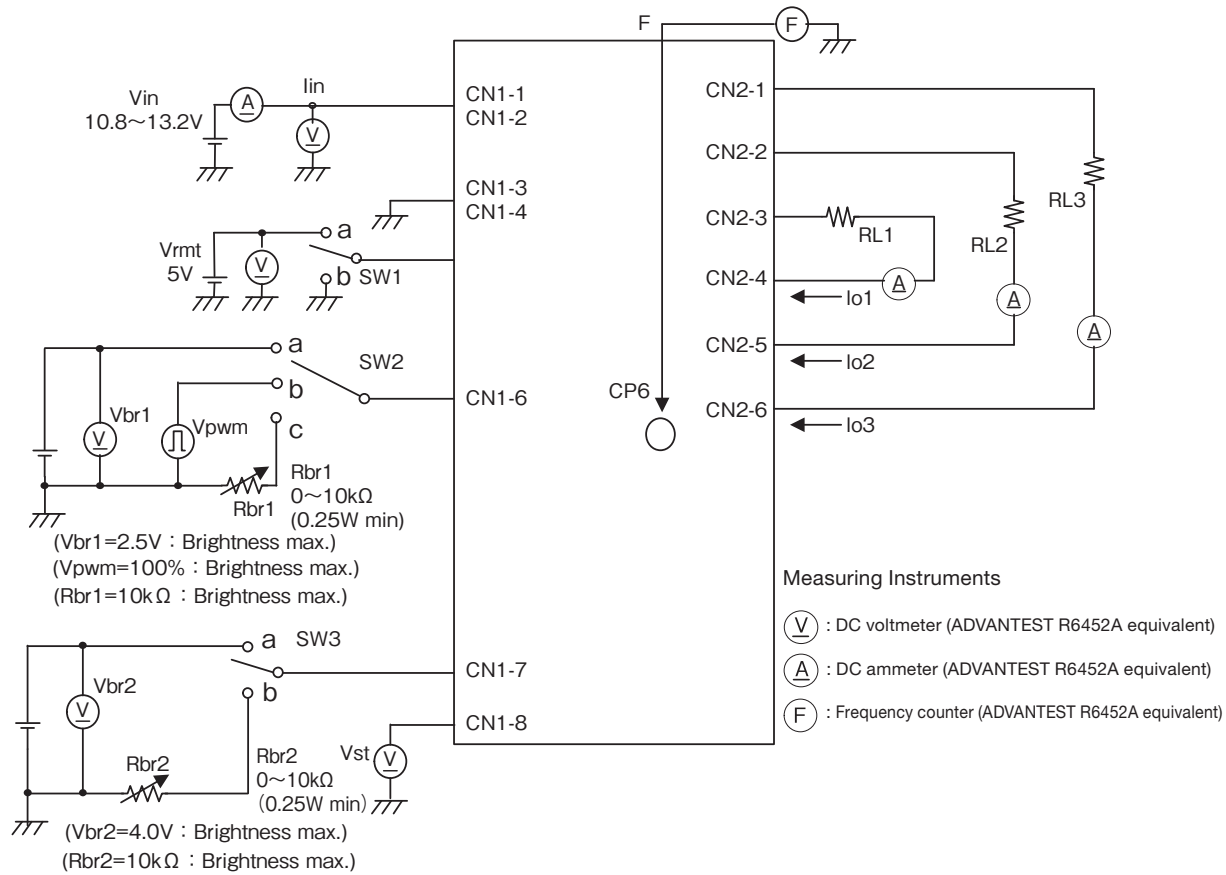 F
F
Vin
10.8～13.2V
A
Iin
V
CN1-1
CN1-2
CN1-3
CN1-4
Vrmt
5V
V
a
b
SW1
a
SW2
b
c
Vbr1
V
Vpwm
CN1-6
Rbr1
Rbr1
0～10kΩ
(0.25W min)
(Vbr1=2.5V：Brightness max.)
(Vpwm=100%：Brightness max.)
(Rbr1=10kΩ：Brightness max.)
a
SW3
b
Vbr2
V
CN1-7
CN1-8
Vst
V
Rbr2
Rbr2
0～10kΩ
(0.25W min)
(Vbr2=4.0V：Brightness max.)
(Rbr2=10kΩ：Brightness max.)
CP6
CN2-1
CN2-2
CN2-3
CN2-4
CN2-5
CN2-6
RL1
RL2
RL3
A
A
A
Io1
Io2
Io3
Measuring Instruments
V : DC voltmeter (ADVANTEST R6452A equivalent)
A : DC ammeter (ADVANTEST R6452A equivalent)
F : Frequency counter (ADVANTEST R6452A equivalent)